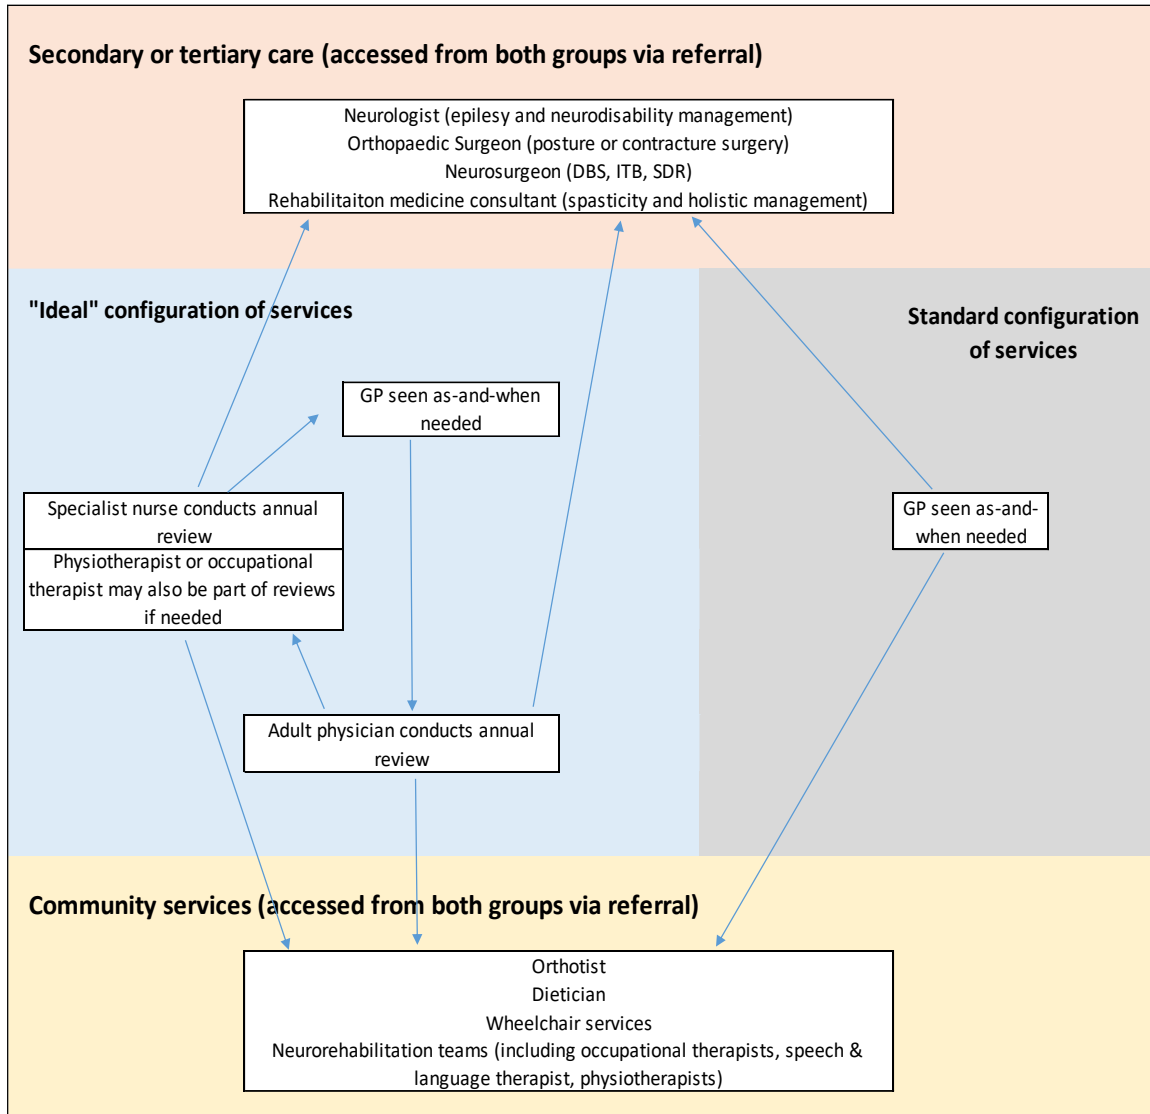 Secondary or tertiary care (accessed from both groups via referral)
Neurologist (epilesy and neurodisability management)
Orthopaedic Surgeon (posture or contracture surgery)
Neurosurgeon (DBS, ITB, SDR)
Rehabilitaiton medicine consultant (spasticity and holistic management)
"Ideal" configuration of services
Standard configuration
of services
GP seen as-and-when
needed
Specialist nurse conducts annual
review
Physiotherapist or occupational
therapist may also be part of reviews
if needed
GP seen as-and-
when needed
Adult physician conducts annual
review
Community services (accessed from both groups via referral)
Orthotist
Dietician
Wheelchair services
Neurorehabilitation teams (including occupational therapists, speech &
language therapist, physiotherapists)